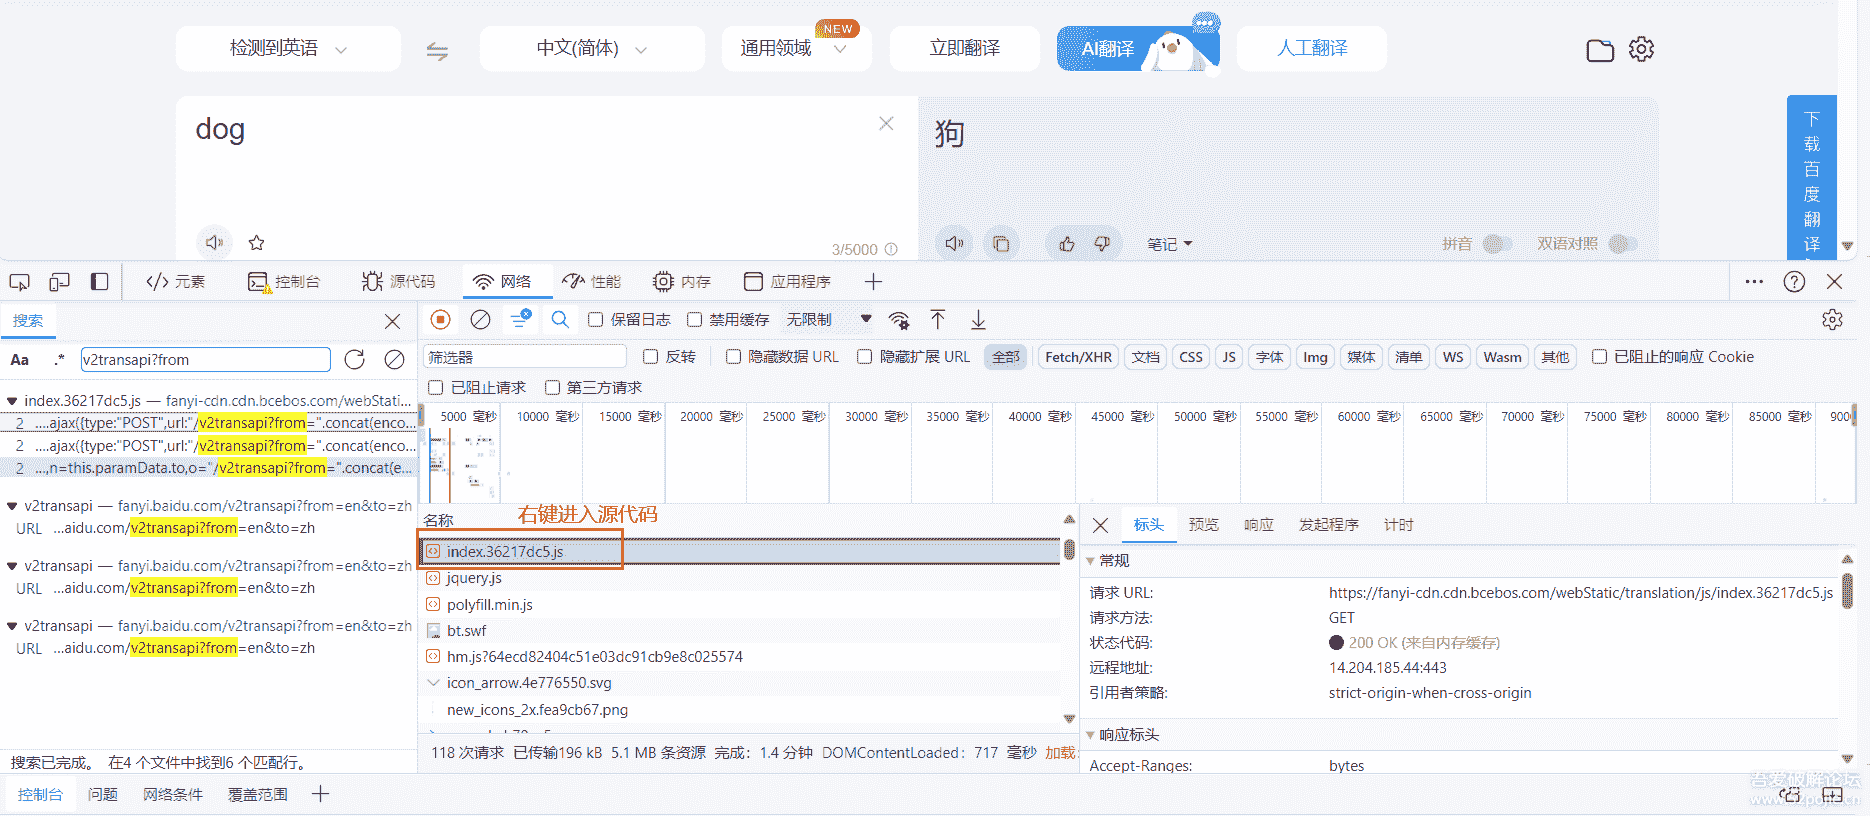 NEW
检测到英语
中文(简体)
通用领域
立即翻译
AI翻译
人工翻译
dog
狗
下
载
百
度
翻
译
3/5000
笔记
拼音
双语对照
元素
控制台
源代码
网络
性能
内存
应用程序
搜索
保留日志
禁用缓存
无限制
Aa
.*
v2transapi?from
筛选器
反转
隐藏数据 URL
隐藏扩展 URL
全部
Fetch/XHR
文档
CSS
JS
字体
Img
媒体
清单
WS
Wasm
其他
已阻止的响应 Cookie
已阻止请求
第三方请求
index.36217dc5.js — fanyi-cdn.cdn.bcebos.com/webStati...
2 ....ajax({type:"POST",url:"/v2transapi?from=".concat(enco...
2 ....ajax({type:"POST",url:"/v2transapi?from=".concat(enco...
2 ...,n=this.paramData.to,o="/v2transapi?from=".concat(e...
v2transapi — fanyi.baidu.com/v2transapi?from=en&to=zh
URL ...aidu.com/v2transapi?from=en&to=zh
v2transapi — fanyi.baidu.com/v2transapi?from=en&to=zh
URL ...aidu.com/v2transapi?from=en&to=zh
v2transapi — fanyi.baidu.com/v2transapi?from=en&to=zh
URL ...aidu.com/v2transapi?from=en&to=zh
搜索已完成。 在4 个文件中找到6 个匹配行。
5000 毫秒
10000 毫秒
15000 毫秒
20000 毫秒
25000 毫秒
30000 毫秒
35000 毫秒
40000 毫秒
45000 毫秒
50000 毫秒
55000 毫秒
60000 毫秒
65000 毫秒
70000 毫秒
75000 毫秒
80000 毫秒
85000 毫秒
900
名称
右键进入源代码
index.36217dc5.js
jquery.js
polyfill.min.js
bt.swf
hm.js?64ecd82404c51e03dc91cb9e8c025574
icon_arrow.4e776550.svg
new_icons_2x.fea9cb67.png
118 次请求 已传输196 kB 5.1 MB 条资源 完成: 1.4 分钟 DOMContentLoaded: 717 毫秒 加载:
标头
预览
响应
发起程序
计时
常规
请求 URL: https://fanyi-cdn.cdn.bcebos.com/webStatic/translation/js/index.36217dc5.js
请求方法: GET
状态代码: 200 OK (来自内存缓存)
远程地址: 14.204.185.44:443
引用者策略: strict-origin-when-cross-origin
响应标头
Accept-Ranges: bytes
控制台
问题
网络条件
覆盖范围
吾爱破解论坛
www.52pojie.cn